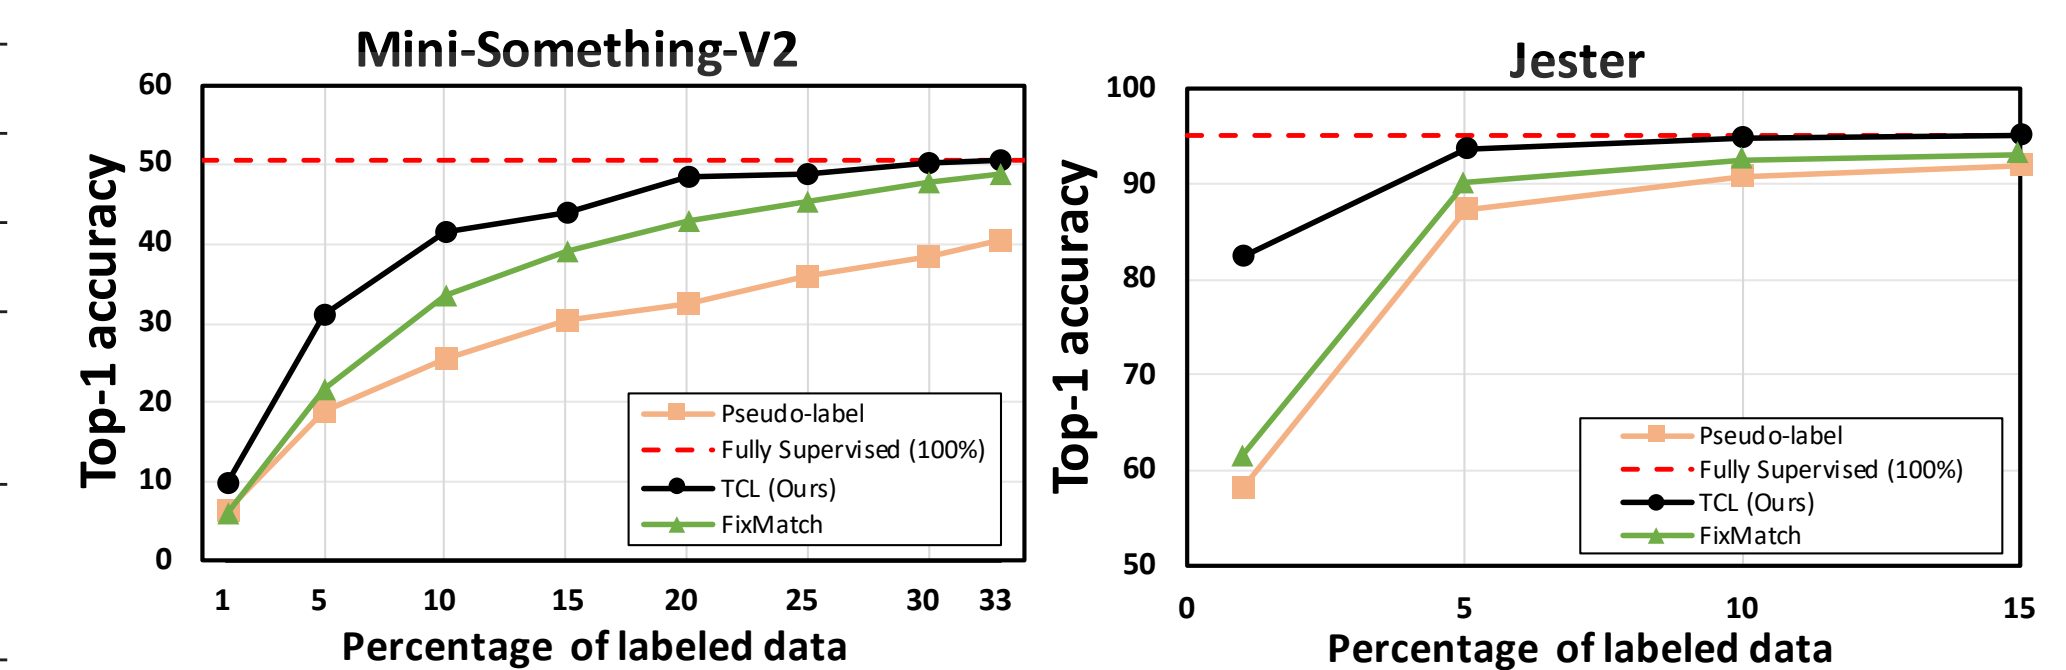 Mini-Something-V2
Top-1 accuracy
60
50
40
30
20
10
0
Pseudo-label
Fully Supervised (100%)
TCL (Ours)
FixMatch
1 5 10 15 20 25 30 33
Percentage of labeled data
Jester
Top-1 accuracy
100
90
80
70
60
50
Pseudo-label
Fully Supervised (100%)
TCL (Ours)
FixMatch
0 5 10 15
Percentage of labeled data